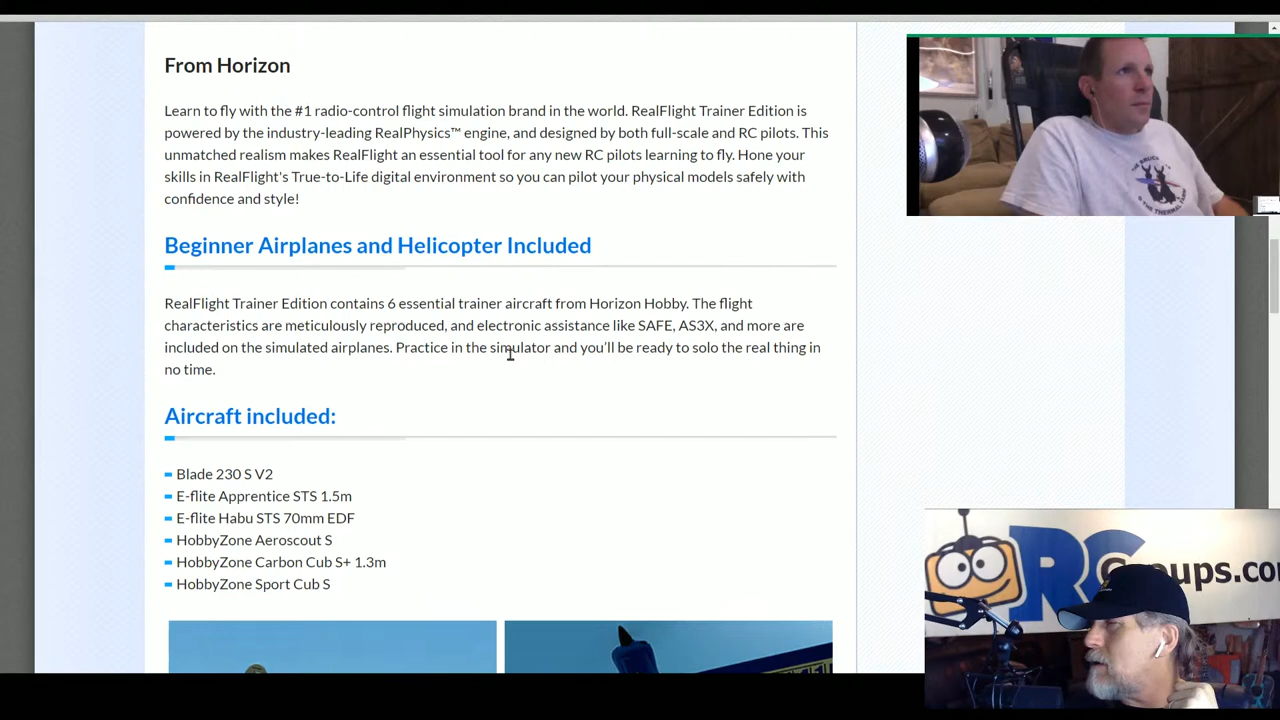 From Horizon
Learn to fly with the #1 radio-control flight simulation brand in the world. RealFlight Trainer Edition is
powered by the industry-leading RealPhysics™ engine, and designed by both full-scale and RC pilots. This
unmatched realism makes RealFlight an essential tool for any new RC pilots learning to fly. Hone your
skills in RealFlight's True-to-Life digital environment so you can pilot your physical models safely with
confidence and style!
Beginner Airplanes and Helicopter Included
RealFlight Trainer Edition contains 6 essential trainer aircraft from Horizon Hobby. The flight
characteristics are meticulously reproduced, and electronic assistance like SAFE, AS3X, and more are
included on the simulated airplanes. Practice in the simulator and you'll be ready to solo the real thing in
no time.
Aircraft included:
Blade 230 S V2
E-flite Apprentice STS 1.5m
E-flite Habu STS 70mm EDF
HobbyZone Aeroscout S
HobbyZone Carbon Cub S+ 1.3m
HobbyZone Sport Cub S
RC
Groups.co